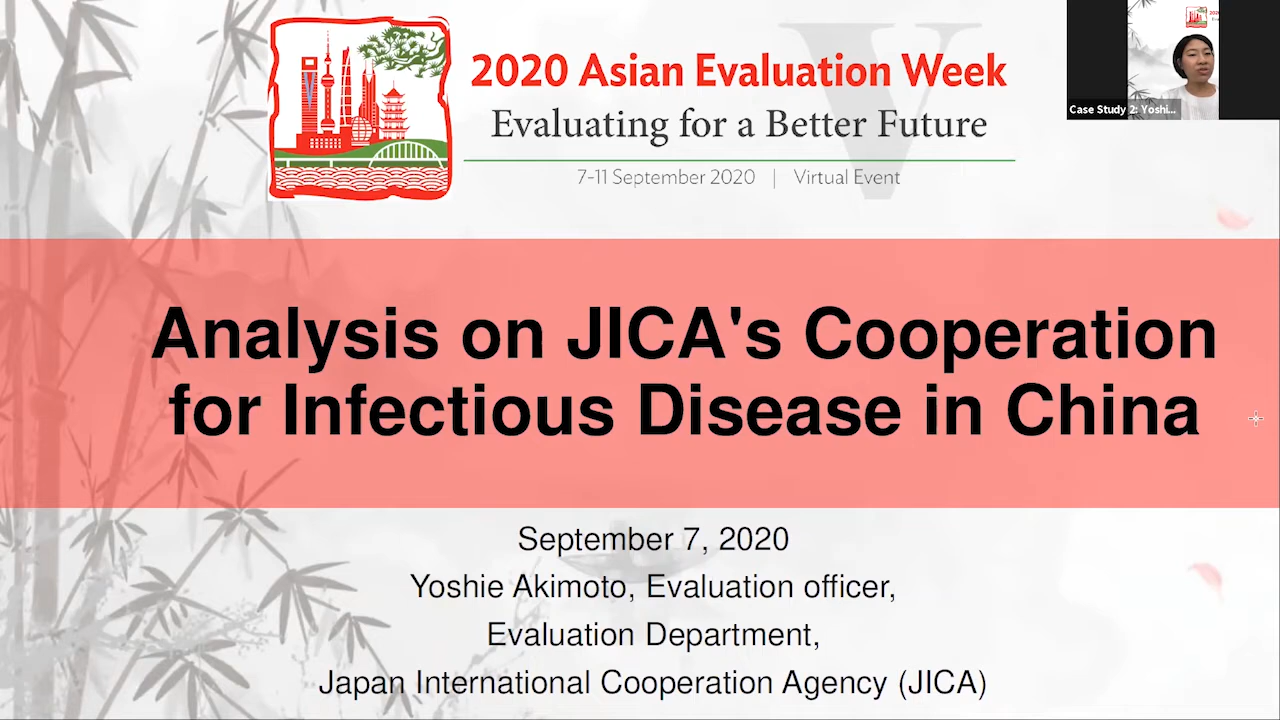 2020 Asian Evaluation Week
Evaluating for a Better Future
7-11 September 2020 | Virtual Event
Case Study 2: Yoshi...
Analysis on JICA's Cooperation
for Infectious Disease in China
September 7, 2020
Yoshie Akimoto, Evaluation officer,
Evaluation Department,
Japan International Cooperation Agency (JICA)